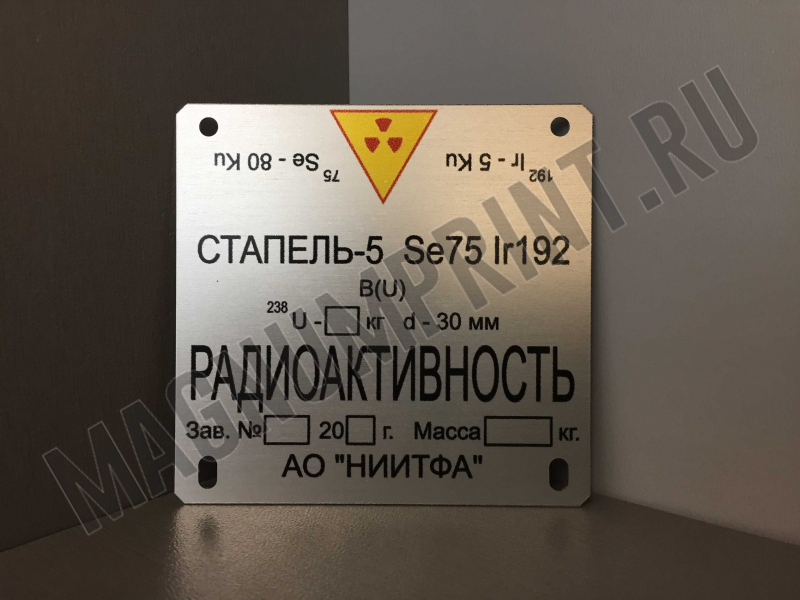 75Se - 80 Ku
192Ir - 5 Ku
СТАПЕЛЬ-5 Se75 Ir192
B(U)
238U - кг d - 30 мм
РАДИОАКТИВНОСТЬ
Зав. № 20 г. Масса кг.
АО "НИИТФА"
MAGNUMPRINT.RU